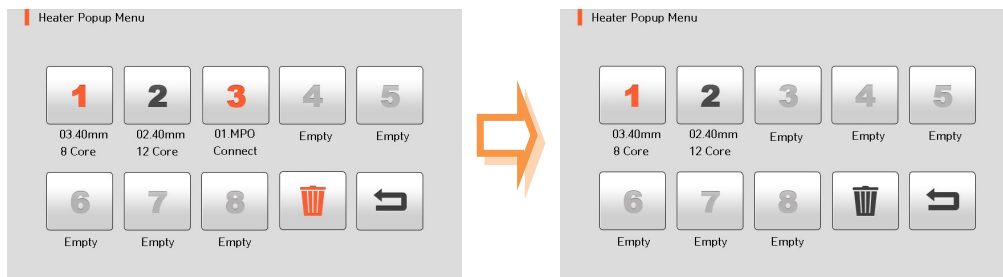 Heater Popup Menu
1 2 3 4 5
03.40mm 02.40mm 01.MPO Empty Empty
8 Core 12 Core Connect
6 7 8
Empty Empty Empty
Heater Popup Menu
1 2 3 4 5
03.40mm 02.40mm Empty Empty Empty
8 Core 12 Core
6 7 8
Empty Empty Empty